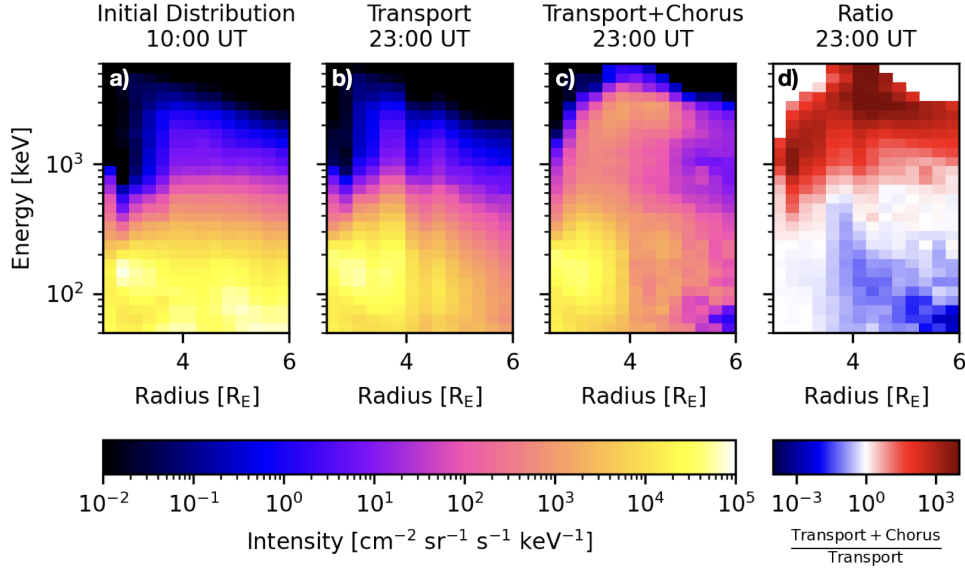 Initial Distribution
10:00 UT
Transport
23:00 UT
Transport+Chorus
23:00 UT
Ratio
23:00 UT
a)
b)
c)
d)
Energy [keV]
10³
10²
4
6
4
6
4
6
4
6
Radius [R_E]
Radius [R_E]
Radius [R_E]
Radius [R_E]
10⁻²
10⁻¹
10⁰
10¹
10²
10³
10⁴
10⁵
Intensity [cm⁻² sr⁻¹ s⁻¹ keV⁻¹]
10⁻³
10⁰
10³
Transport + Chorus
Transport